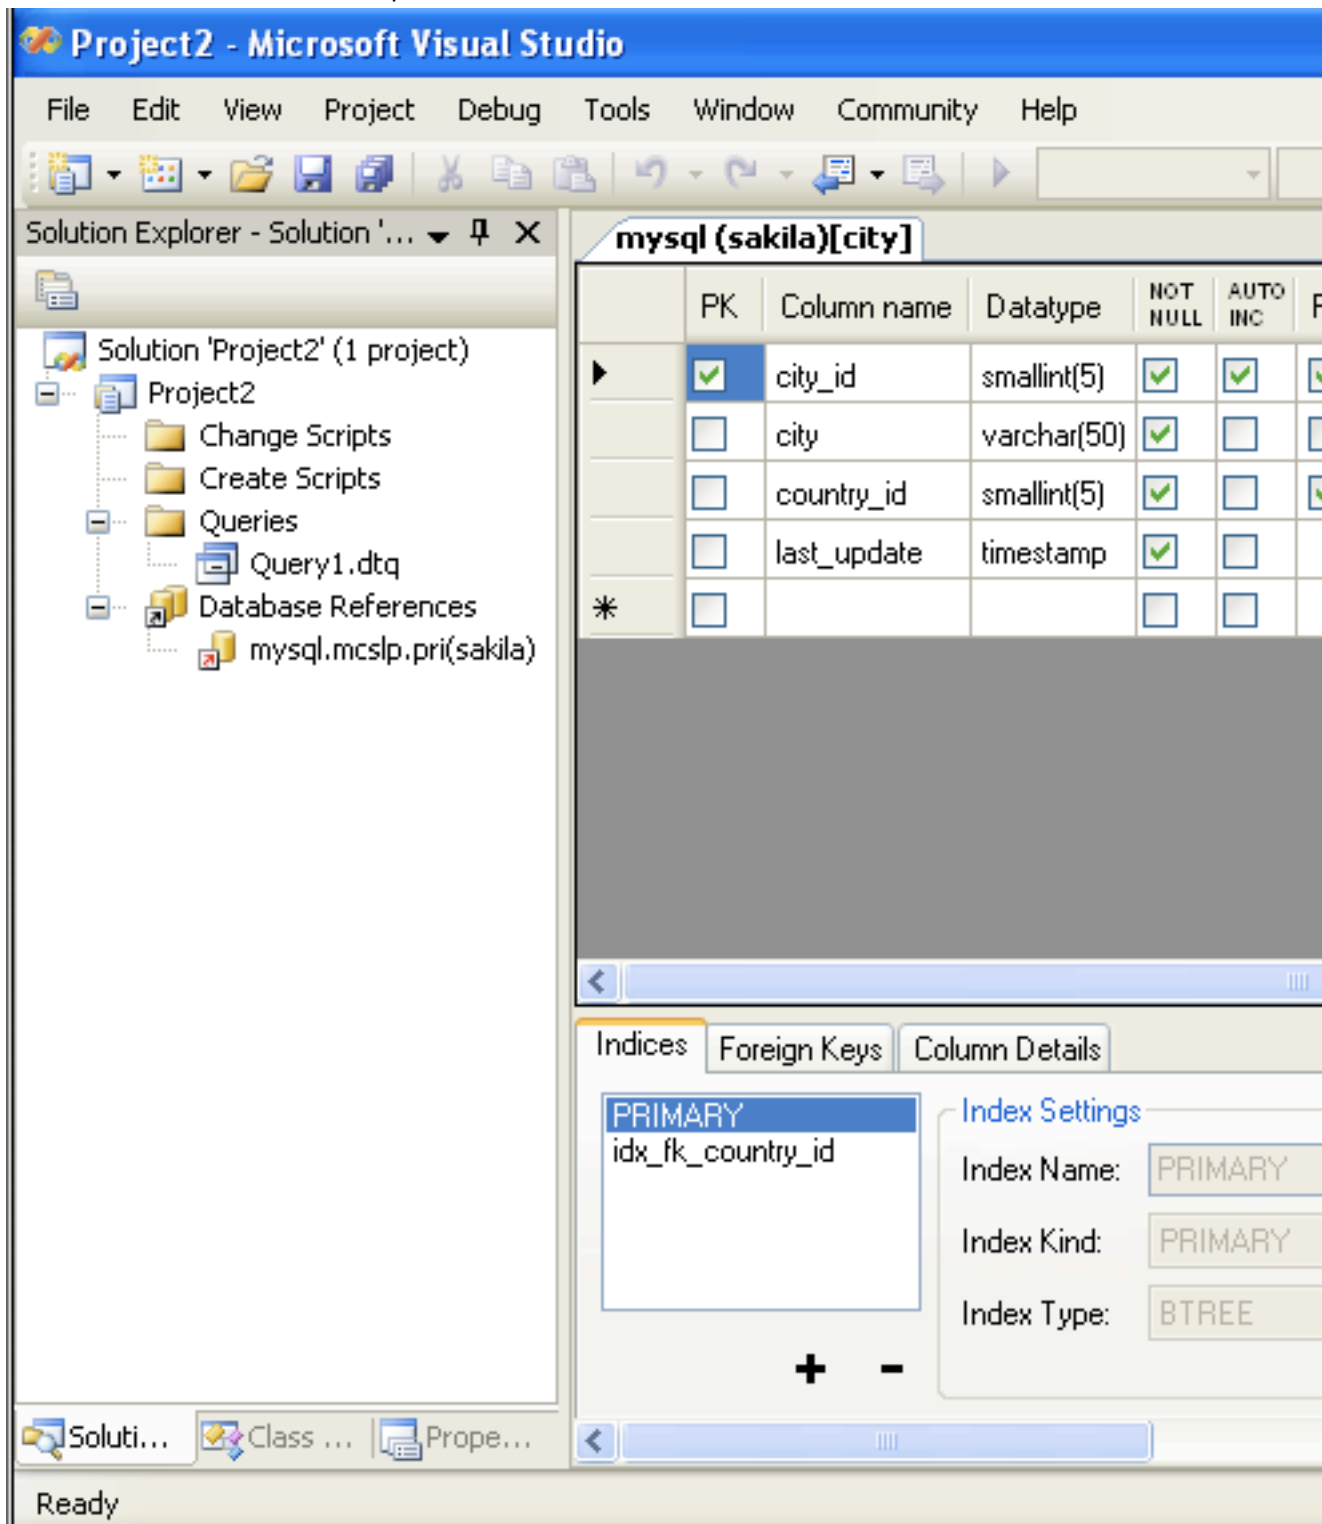 Project2 - Microsoft Visual Studio
File Edit View Project Debug Tools Window Community Help
Solution Explorer - Solution '...
mysql (sakila)[city]
Solution 'Project2' (1 project)
Project2
Change Scripts
Create Scripts
Queries
Query1.dtq
Database References
mysql.mcslp.pri(sakila)
PK Column name Datatype NOT NULL AUTO INC
city_id smallint(5)
city varchar(50)
country_id smallint(5)
last_update timestamp
Indices Foreign Keys Column Details
PRIMARY
idx_fk_country_id
Index Settings
Index Name: PRIMARY
Index Kind: PRIMARY
Index Type: BTREE
+ -
Soluti... Class ... Prope...
Ready